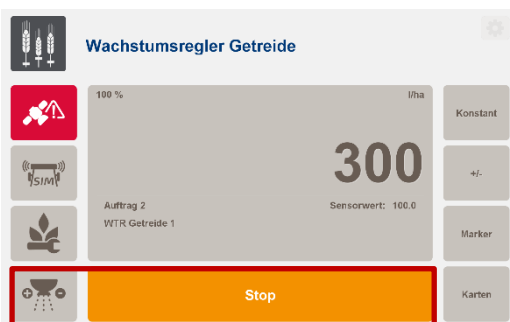 Wachstumsregler Getreide
100 %
l/ha
Konstant
300
SIM
+/-
Auftrag 2
Sensorwert: 100.0
WTR Getreide 1
Marker
Stop
Karten